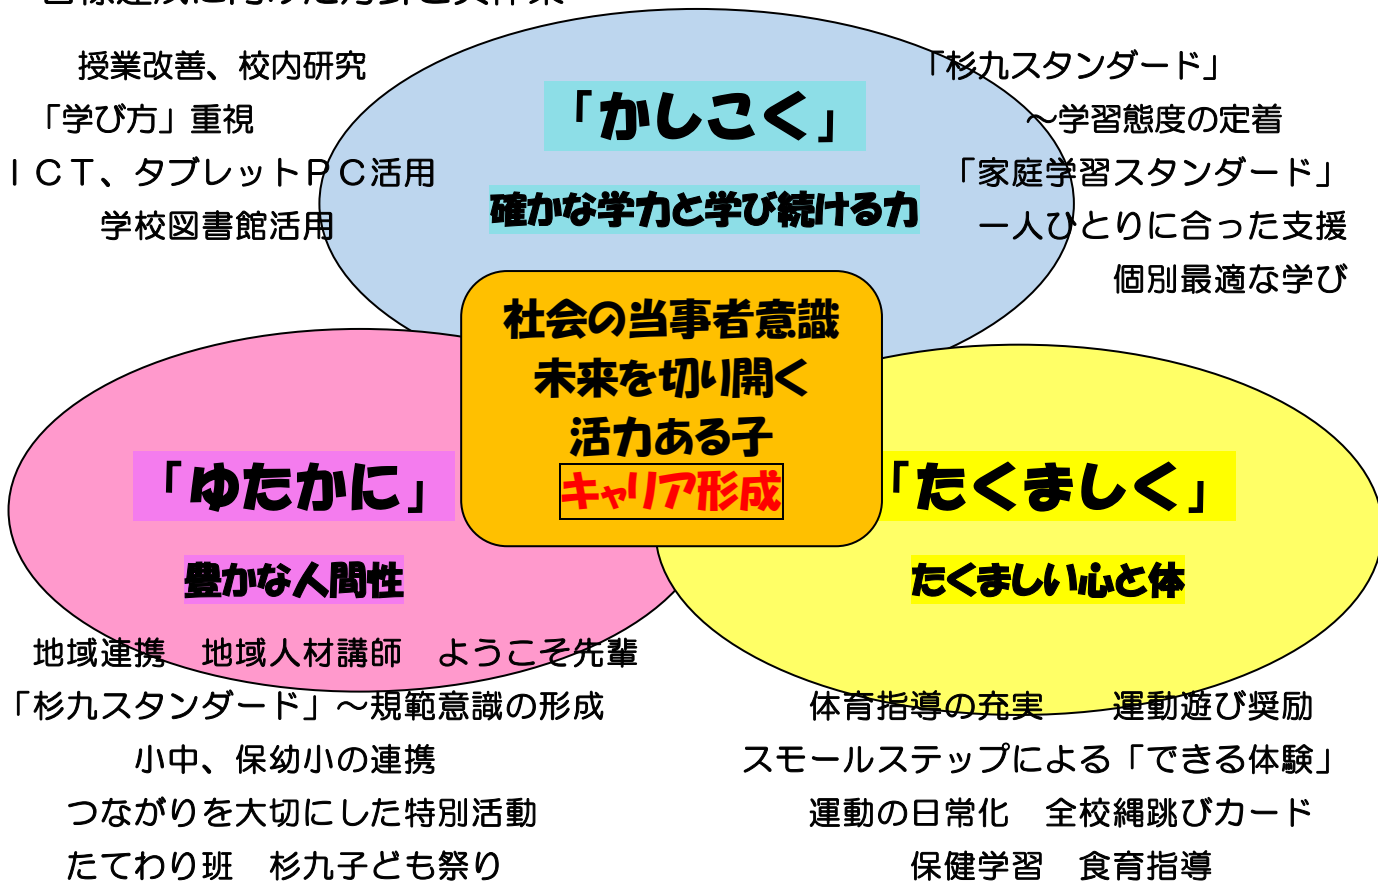 授業改善、校内研究
「学び方」重視
ＩＣＴ、タブレットＰＣ活用
学校図書館活用
「かしこく」
確かな学力と学び続ける力
「杉九スタンダード」
～学習態度の定着
「家庭学習スタンダード」
一人ひとりに合った支援
個別最適な学び
社会の当事者意識
未来を切り開く
活力ある子
キャリア形成
「ゆたかに」
豊かな人間性
地域連携　地域人材講師　ようこそ先輩
「杉九スタンダード」～規範意識の形成
小中、保幼小の連携
つながりを大切にした特別活動
たてわり班　杉九子ども祭り
「たくましく」
たくましい心と体
体育指導の充実　　運動遊び奨励
スモールステップによる「できる体験」
運動の日常化　全校縄跳びカード
保健学習　食育指導